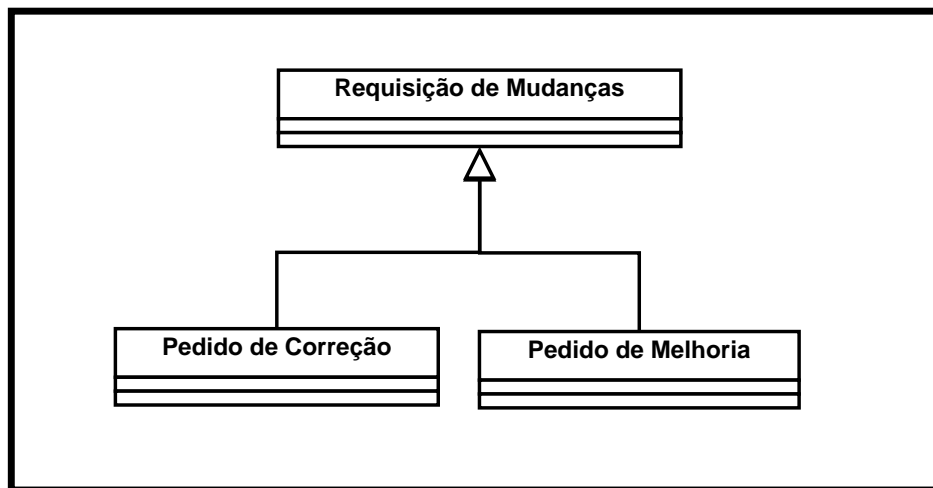 Requisição de Mudanças
Pedido de Correção
Pedido de Melhoria